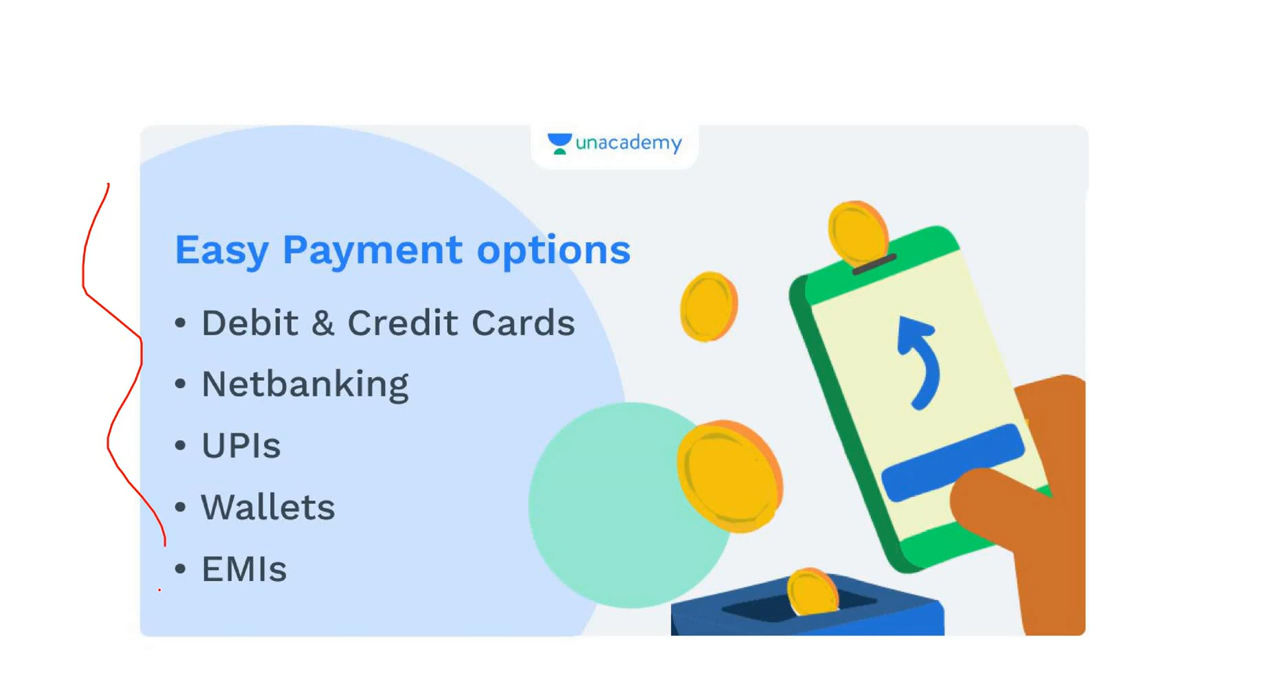 unacademy
Easy Payment options
• Debit & Credit Cards
• Netbanking
• UPIs
• Wallets
• EMIs